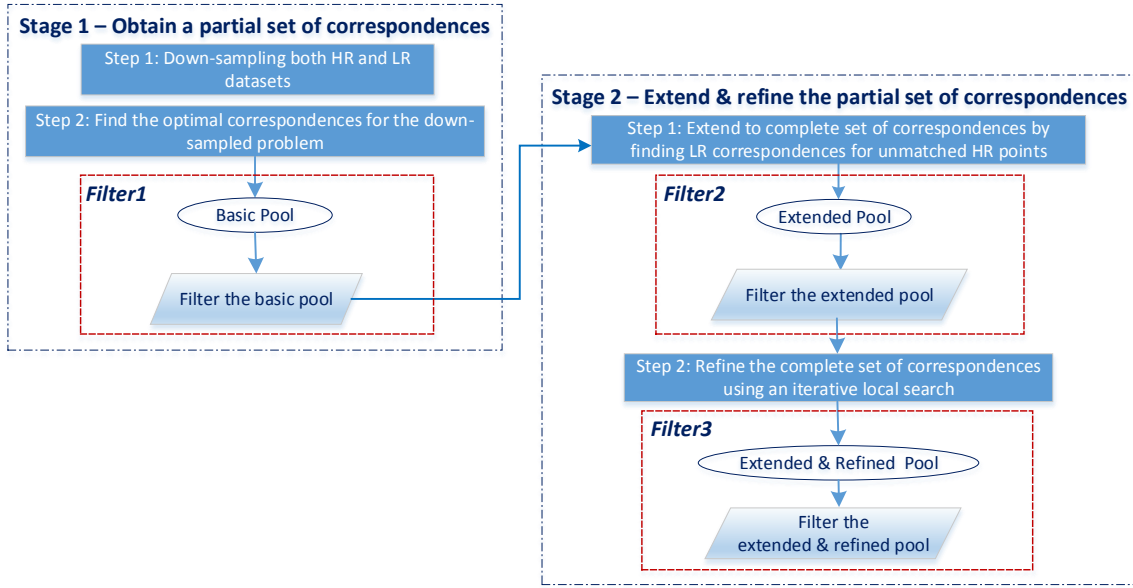 Stage 1 – Obtain a partial set of correspondences
Step 1: Down-sampling both HR and LR
datasets
Step 2: Find the optimal correspondences for the down-
sampled problem
Filter1
Basic Pool
Filter the basic pool
Stage 2 – Extend & refine the partial set of correspondences
Step 1: Extend to complete set of correspondences by
finding LR correspondences for unmatched HR points
Filter2
Extended Pool
Filter the extended pool
Step 2: Refine the complete set of correspondences
using an iterative local search
Filter3
Extended & Refined Pool
Filter the
extended & refined pool